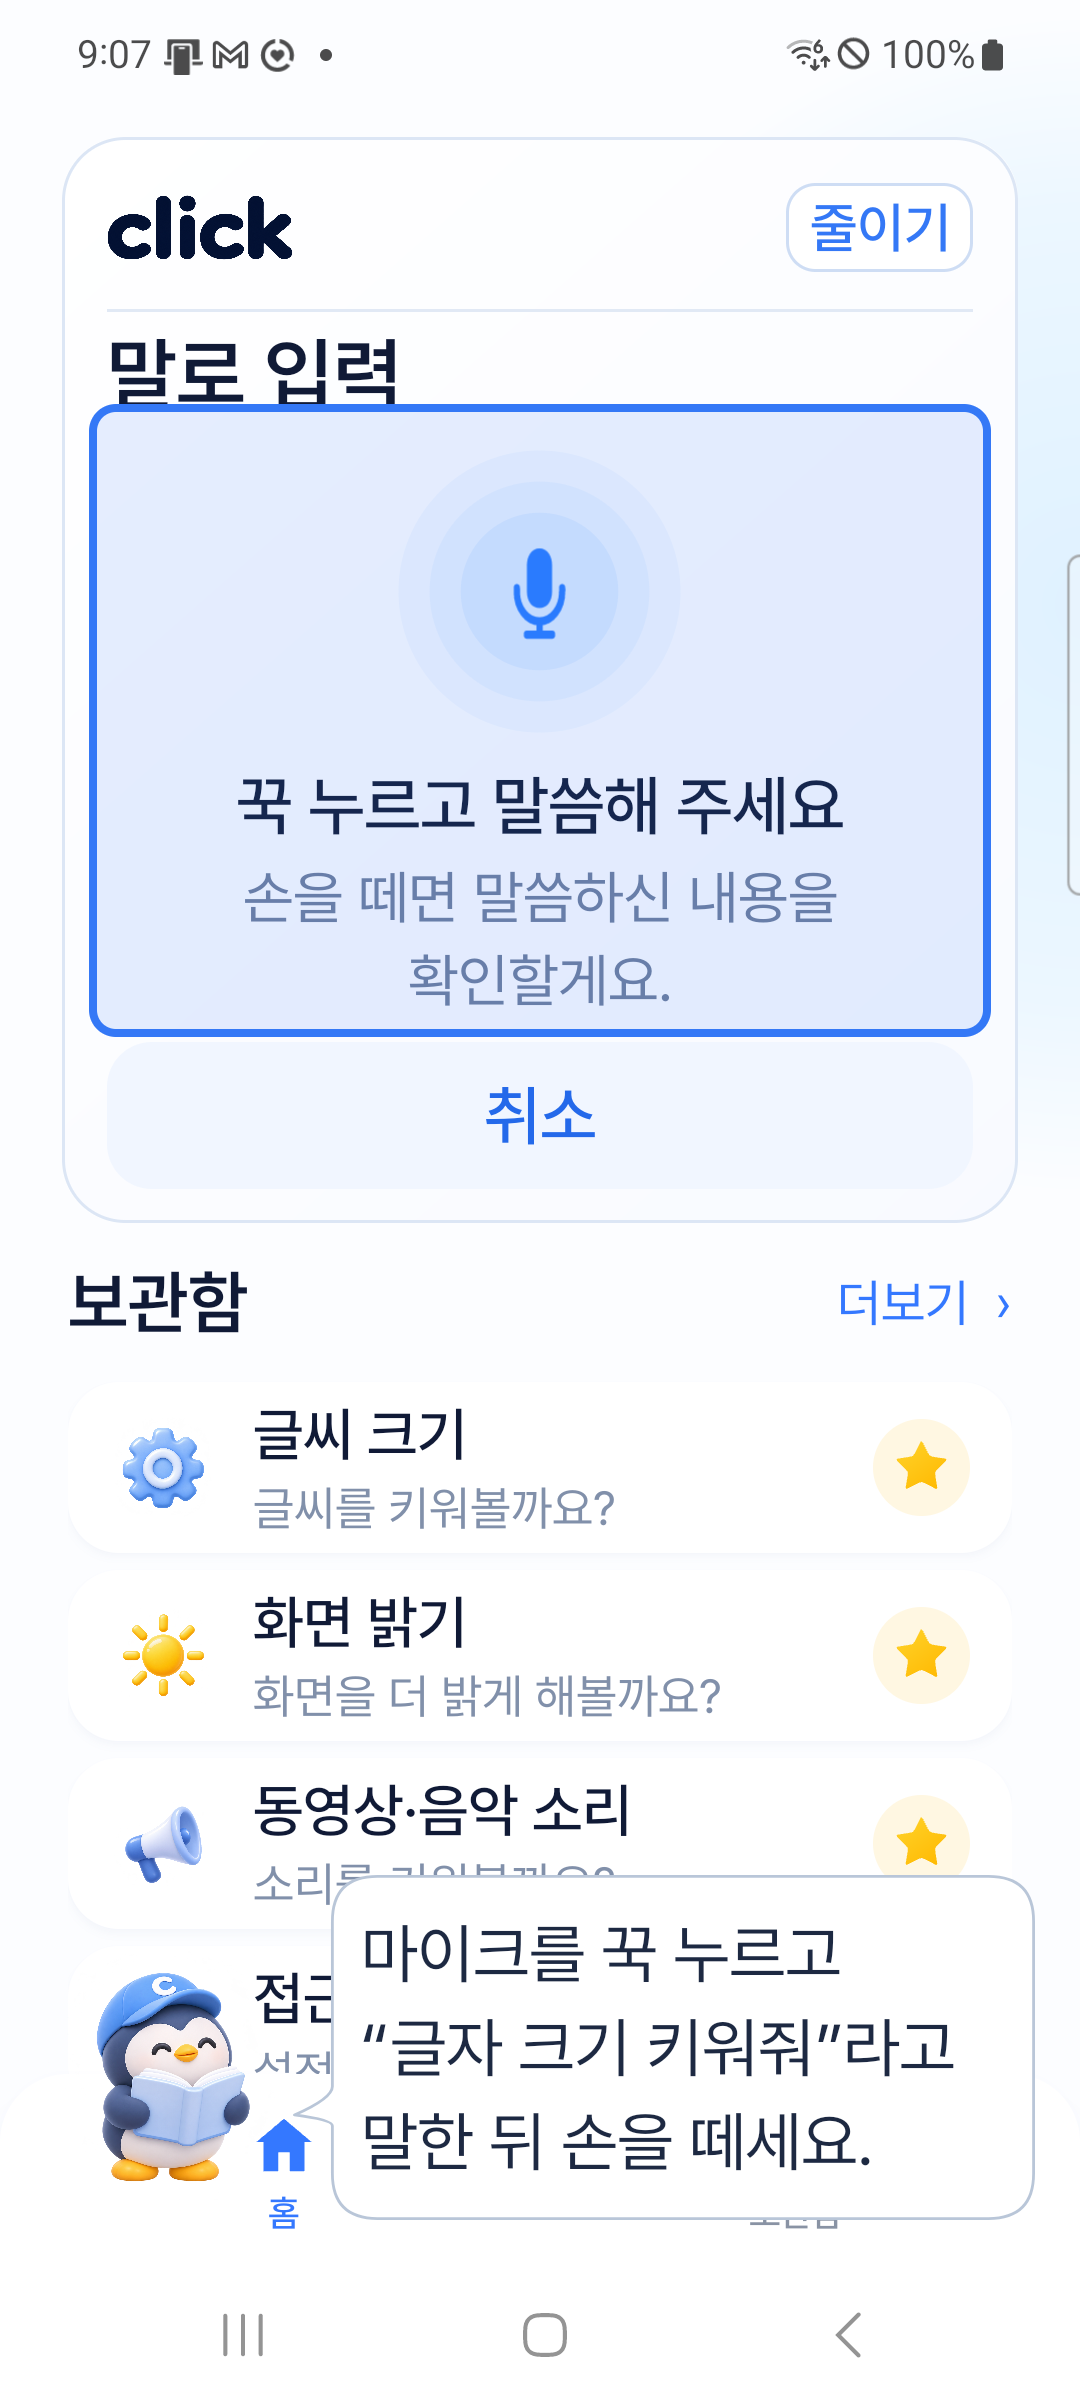 9:07
100%
click
줄이기
말로 입력
꾹 누르고 말씀해 주세요
손을 떼면 말씀하신 내용을
확인할게요.
취소
보관함
더보기 ›
글씨 크기
글씨를 키워볼까요?
화면 밝기
화면을 더 밝게 해볼까요?
동영상·음악 소리
마이크를 꾹 누르고
“글자 크기 키워줘”라고
말한 뒤 손을 떼세요.
홈